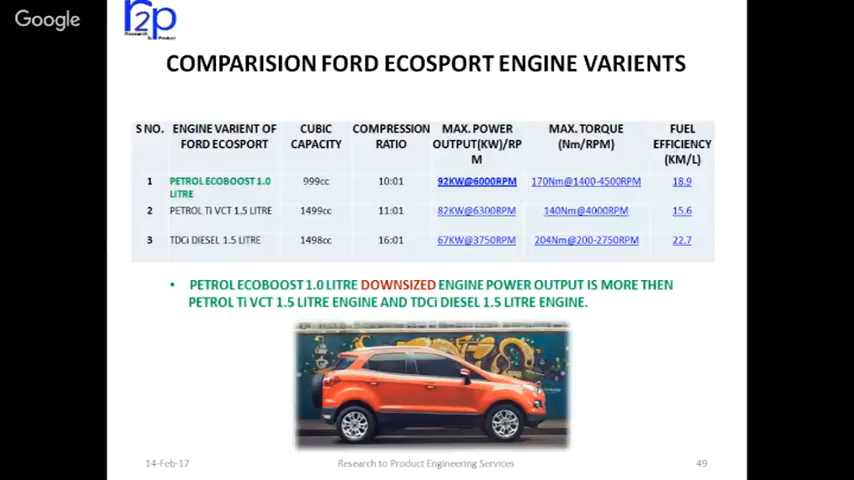 Google
r2p
Research
To Product
COMPARISION FORD ECOSPORT ENGINE VARIENTS
S NO. ENGINE VARIENT OF FORD ECOSPORT CUBIC CAPACITY COMPRESSION RATIO MAX. POWER OUTPUT(KW)/RPM MAX. TORQUE (Nm/RPM) FUEL EFFICIENCY (KM/L)
1 PETROL ECOBOOST 1.0 LITRE 999cc 10:01 92KW@6000RPM 170Nm@1400-4500RPM 18.9
2 PETROL TI VCT 1.5 LITRE 1499cc 11:01 82KW@6300RPM 140Nm@4000RPM 15.6
3 TDCi DIESEL 1.5 LITRE 1498cc 16:01 67KW@3750RPM 204Nm@200-2750RPM 22.7
• PETROL ECOBOOST 1.0 LITRE DOWNSIZED ENGINE POWER OUTPUT IS MORE THEN
PETROL Ti VCT 1.5 LITRE ENGINE AND TDCi DIESEL 1.5 LITRE ENGINE.
14-Feb-17 Research to Product Engineering Services 49